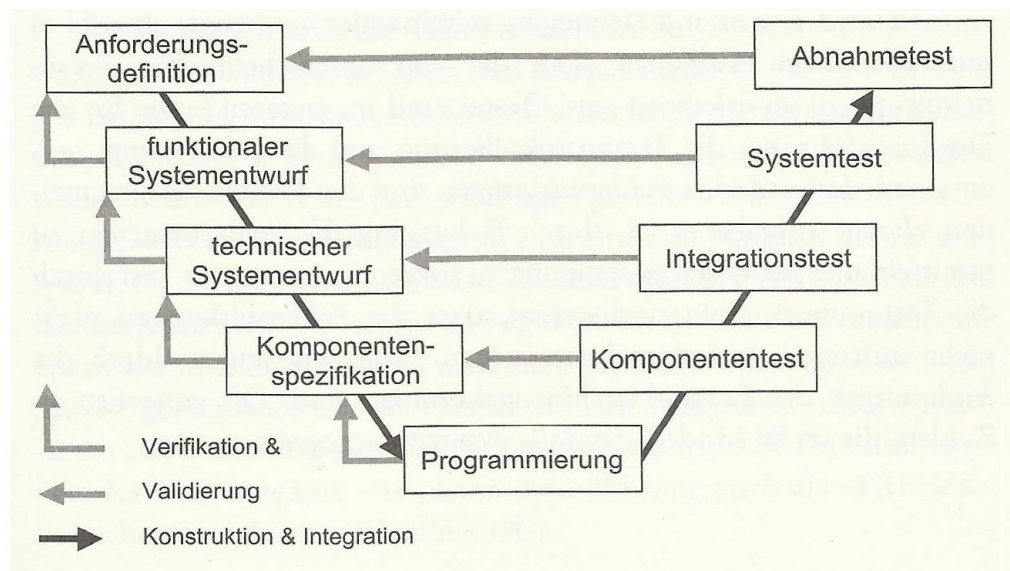 Anforderungs-
definition
Abnahmetest
funktionaler
Systementwurf
Systemtest
technischer
Systementwurf
Integrationstest
Komponenten-
spezifikation
Komponententest
Programmierung
Verifikation &
Validierung
Konstruktion & Integration